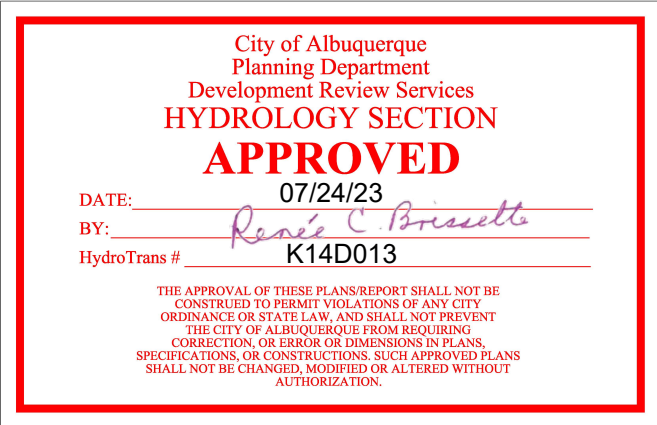 City of Albuquerque
Planning Department
Development Review Services
HYDROLOGY SECTION
APPROVED
DATE: 07/24/23
BY: Renée C. Brissette
HydroTrans # K14D013
THE APPROVAL OF THESE PLANS/REPORT SHALL NOT BE
CONSTRUED TO PERMIT VIOLATIONS OF ANY CITY
ORDINANCE OR STATE LAW, AND SHALL NOT PREVENT
THE CITY OF ALBUQUERQUE FROM REQUIRING
CORRECTION, OR ERROR OR DIMENSIONS IN PLANS,
SPECIFICATIONS, OR CONSTRUCTIONS. SUCH APPROVED PLANS
SHALL NOT BE CHANGED, MODIFIED OR ALTERED WITHOUT
AUTHORIZATION.